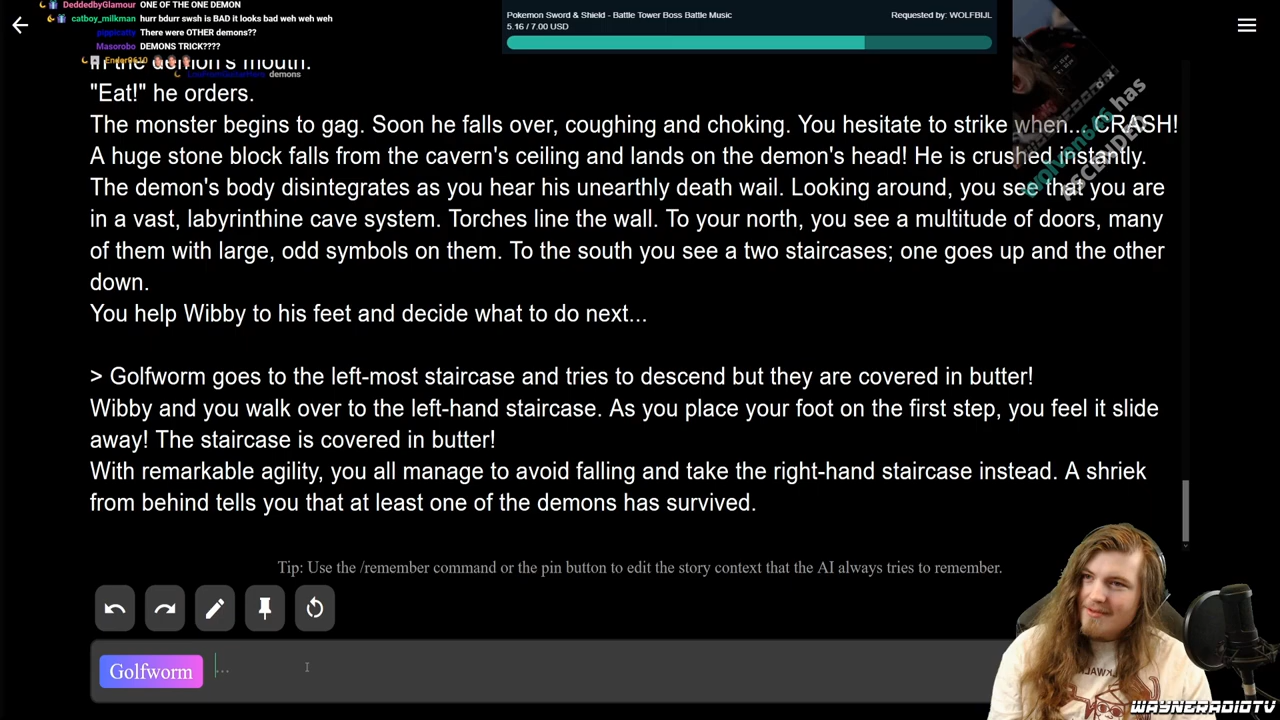 DeddedbyGlamour ONE OF THE ONE DEMON
catboy_milkman hurr bdurr swsh is BAD it looks bad weh weh weh
pippicatty There were OTHER demons??
Masorobo DEMONS TRICK????
demons
Pokemon Sword & Shield - Battle Tower Boss Battle Music
Requested by: WOLFBIJL
5.16 / 7.00 USD
has
ASCENDED
in the demon's mouth.
"Eat!" he orders.
The monster begins to gag. Soon he falls over, coughing and choking. You hesitate to strike when... CRASH!
A huge stone block falls from the cavern's ceiling and lands on the demon's head! He is crushed instantly.
The demon's body disintegrates as you hear his unearthly death wail. Looking around, you see that you are
in a vast, labyrinthine cave system. Torches line the wall. To your north, you see a multitude of doors, many
of them with large, odd symbols on them. To the south you see a two staircases; one goes up and the other
down.
You help Wibby to his feet and decide what to do next...
> Golfworm goes to the left-most staircase and tries to descend but they are covered in butter!
Wibby and you walk over to the left-hand staircase. As you place your foot on the first step, you feel it slide
away! The staircase is covered in butter!
With remarkable agility, you all manage to avoid falling and take the right-hand staircase instead. A shriek
from behind tells you that at least one of the demons has survived.
Tip: Use the /remember command or the pin button to edit the story context that the AI always tries to remember.
Golfworm ...
WAYNERADIOTV